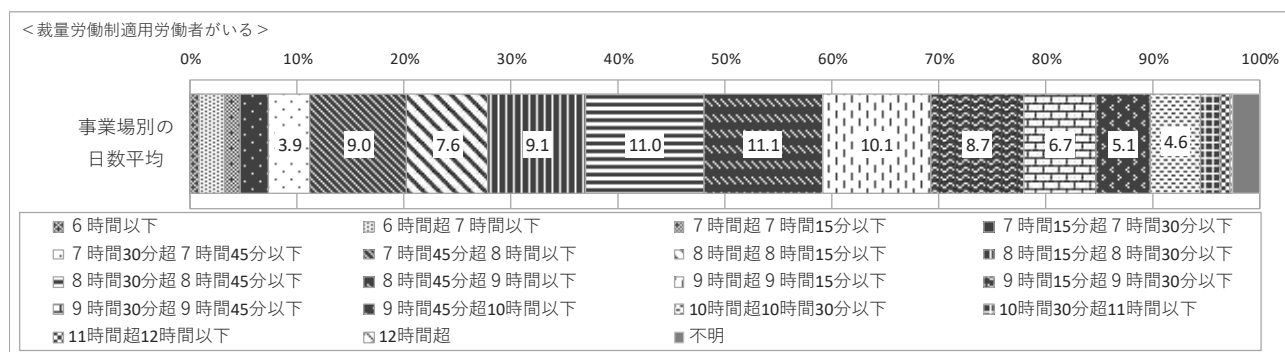 ＜裁量労働制適用労働者がいる＞
0% 10% 20% 30% 40% 50% 60% 70% 80% 90% 100%
事業場別の
日数平均
3.9 9.0 7.6 9.1 11.0 11.1 10.1 8.7 6.7 5.1 4.6
６時間以下 ６時間超７時間以下 ７時間超７時間15分以下 ７時間15分超７時間30分以下
７時間30分超７時間45分以下 ７時間45分超８時間以下 ８時間超８時間15分以下 ８時間15分超８時間30分以下
８時間30分超８時間45分以下 ８時間45分超９時間以下 ９時間超９時間15分以下 ９時間15分超９時間30分以下
９時間30分超９時間45分以下 ９時間45分超10時間以下 10時間超10時間30分以下 10時間30分超11時間以下
11時間超12時間以下 12時間超 不明